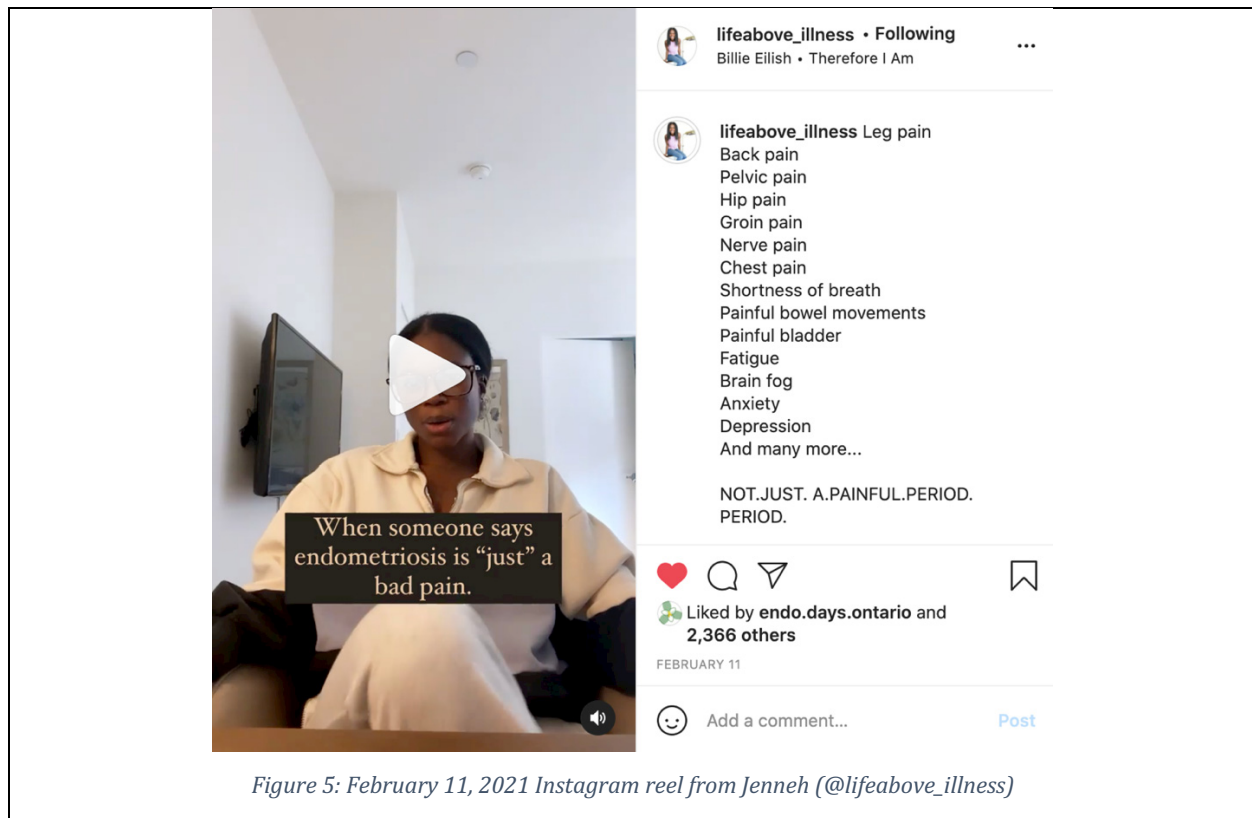 lifeabove_illness • Following
Billie Eilish • Therefore I Am
lifeabove_illness Leg pain
Back pain
Pelvic pain
Hip pain
Groin pain
Nerve pain
Chest pain
Shortness of breath
Painful bowel movements
Painful bladder
Fatigue
Brain fog
Anxiety
Depression
And many more...
NOT.JUST. A.PAINFUL.PERIOD.
PERIOD.
When someone says
endometriosis is “just” a
bad pain.
Liked by endo.days.ontario and
2,366 others
FEBRUARY 11
Add a comment...
Post
Figure 5: February 11, 2021 Instagram reel from Jenneh (@lifeabove_illness)